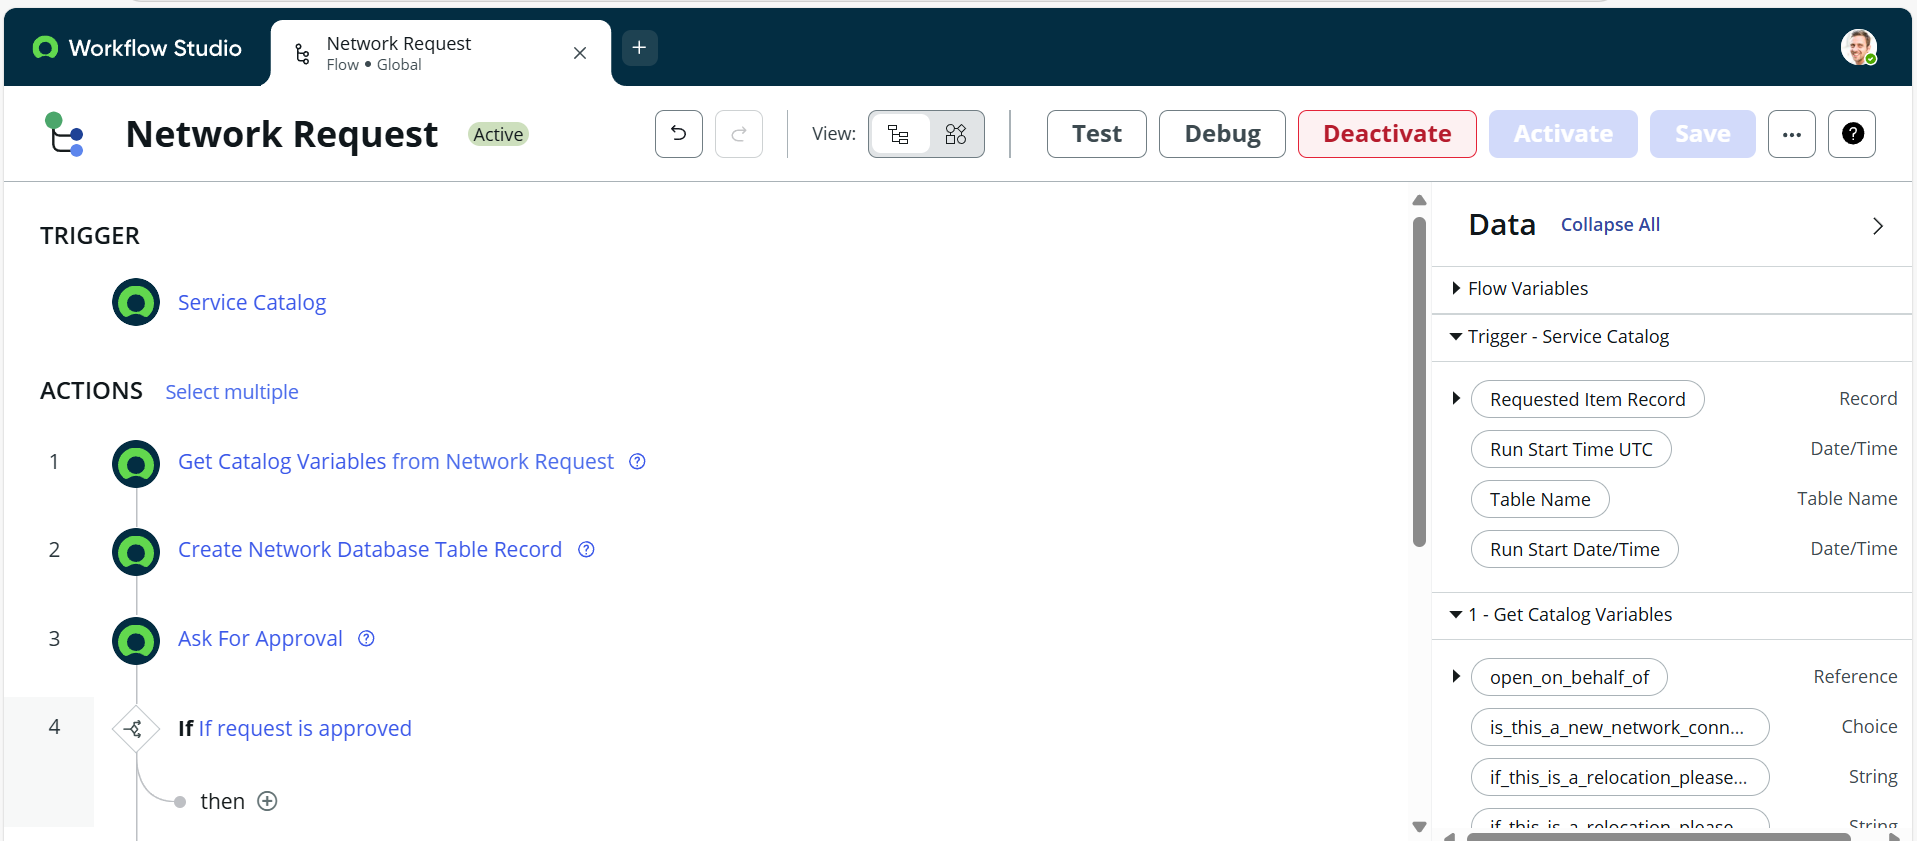 Workflow Studio
Network Request
Flow • Global
Network Request
Active
View:
Test
Debug
Deactivate
Activate
Save
TRIGGER
Service Catalog
ACTIONS
Select multiple
1
Get Catalog Variables from Network Request
2
Create Network Database Table Record
3
Ask For Approval
4
If If request is approved
then
Data
Collapse All
Flow Variables
Trigger - Service Catalog
Requested Item Record
Record
Run Start Time UTC
Date/Time
Table Name
Table Name
Run Start Date/Time
Date/Time
1 - Get Catalog Variables
open_on_behalf_of
Reference
is_this_a_new_network_conn...
Choice
if_this_is_a_relocation_please...
String
if_this_is_a_relocation_please...
String